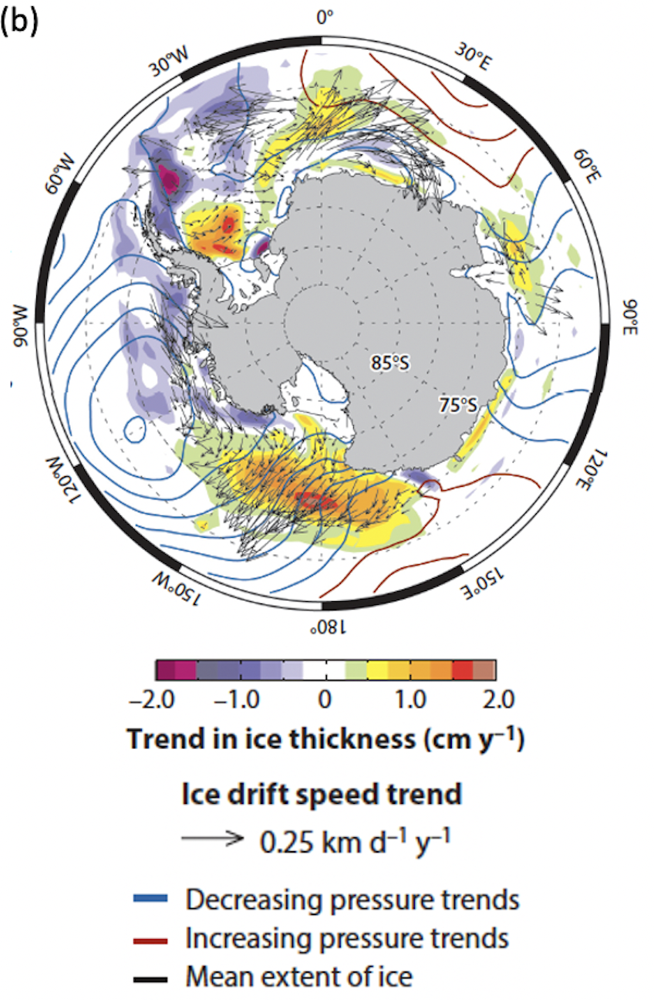 (b)
0°
30°W
30°E
60°W
60°E
90°W
90°E
85°S
75°S
120°W
120°E
150°W
150°E
180°
–2.0 –1.0 0 1.0 2.0
Trend in ice thickness (cm y⁻¹)
Ice drift speed trend
0.25 km d⁻¹ y⁻¹
Decreasing pressure trends
Increasing pressure trends
Mean extent of ice